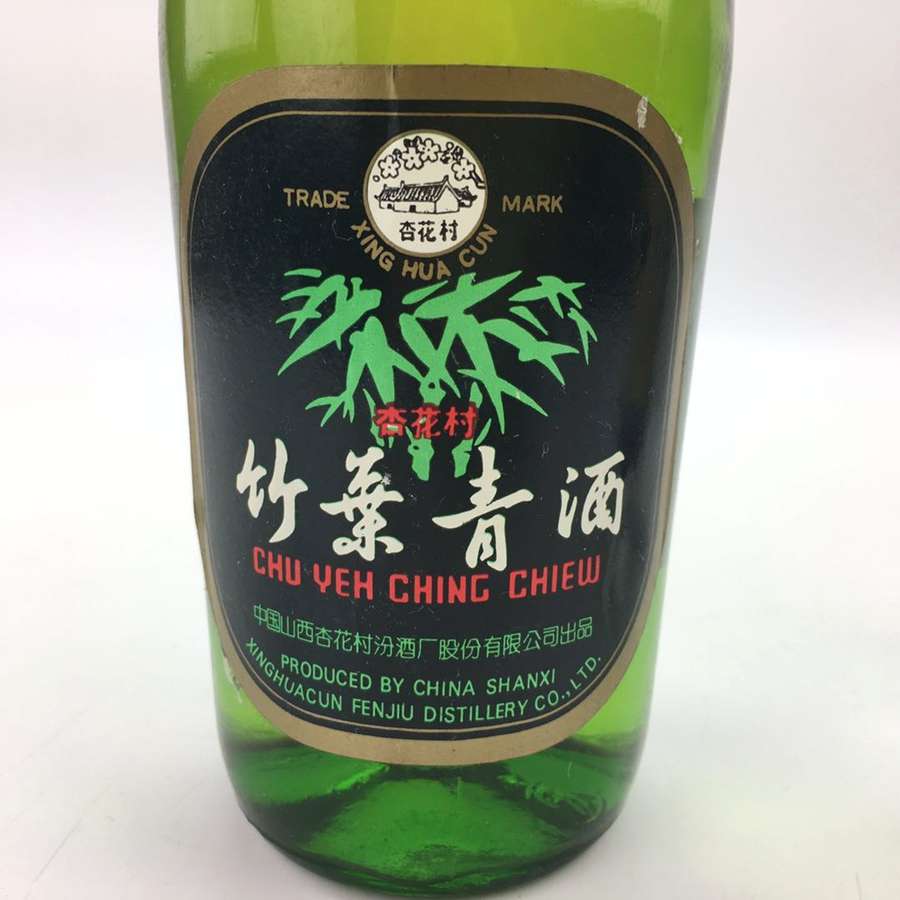 杏花村
TRADE MARK
XING HUA CUN
杏花村
竹葉青酒
CHU YEH CHING CHIEW
中国山西杏花村汾酒厂股份有限公司出品
PRODUCED BY CHINA SHANXI
XINGHUACUN FENJIU DISTILLERY CO., LTD.